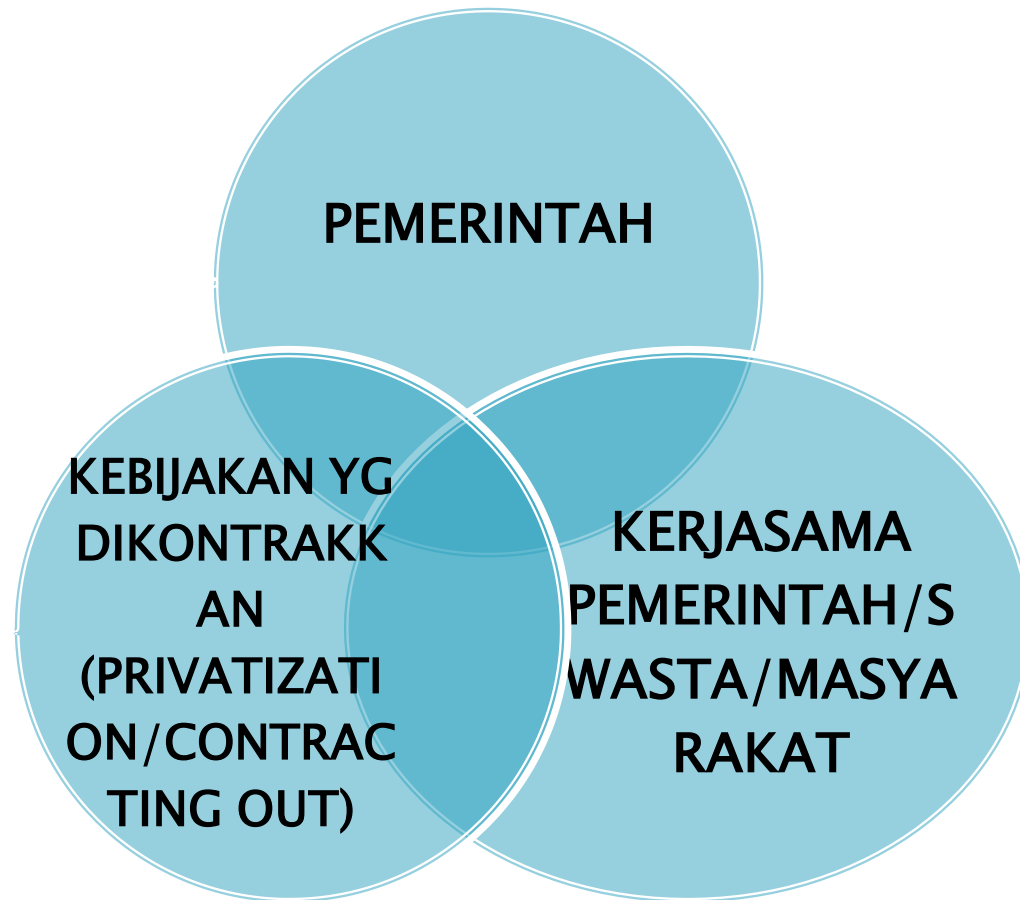 PEMERINTAH
KEBIJAKAN YG
DIKONTRAKK
AN
(PRIVATIZATI
ON/CONTRAC
TING OUT)
KERJASAMA
PEMERINTAH/S
WASTA/MASYA
RAKAT